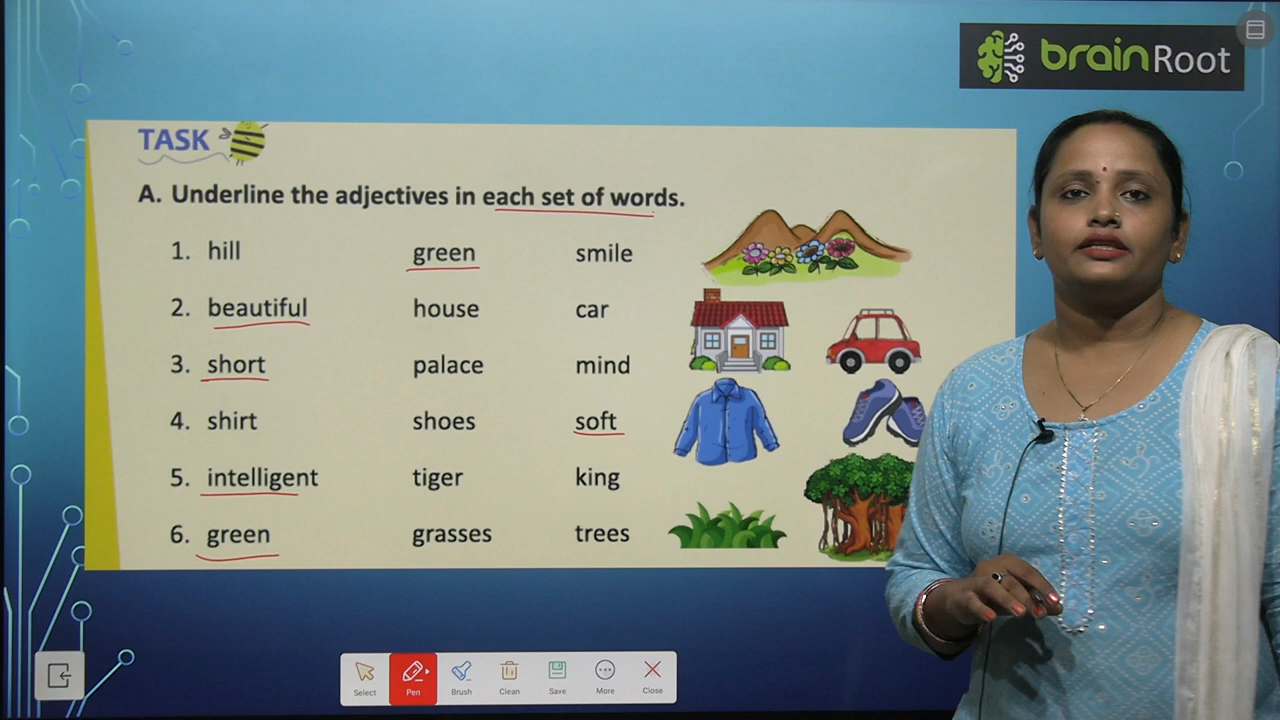 brainRoot
TASK
A. Underline the adjectives in each set of words.
1. hill green smile
2. beautiful house car
3. short palace mind
4. shirt shoes soft
5. intelligent tiger king
6. green grasses trees
Select Pen Brush Clean Save More Close